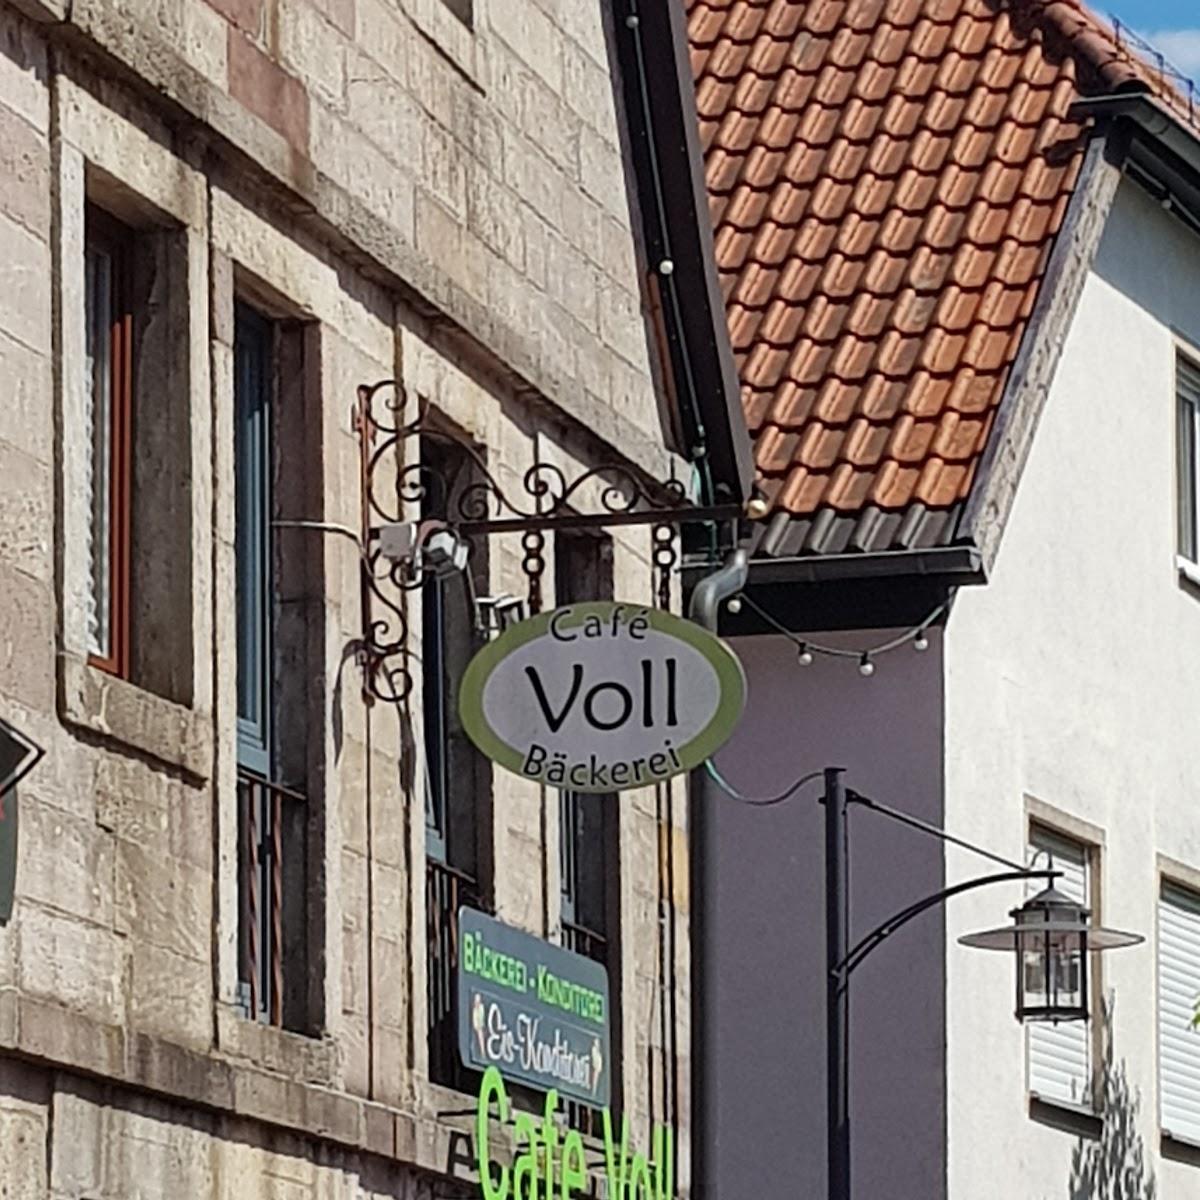 Café
Voll
Bäckerei
BÄCKEREI - KONDITOREI
Eis-Konditorei
Cafe Voll
A